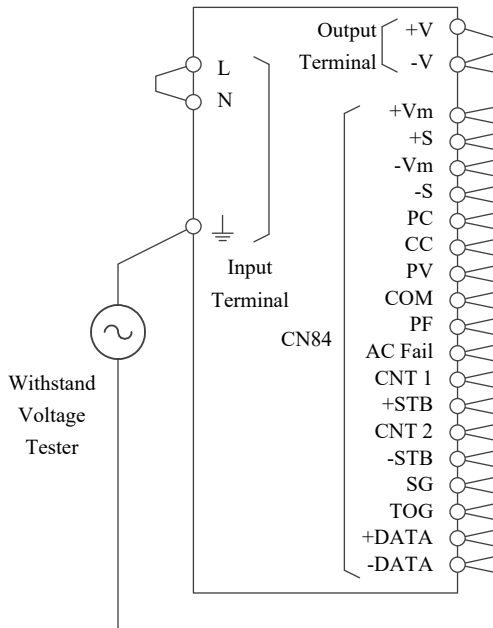 Output
Terminal
+V
-V
L
N
Input
Terminal
Withstand
Voltage
Tester
CN84
+Vm
+S
-Vm
-S
PC
CC
PV
COM
PF
AC Fail
CNT 1
+STB
CNT 2
-STB
SG
TOG
+DATA
-DATA